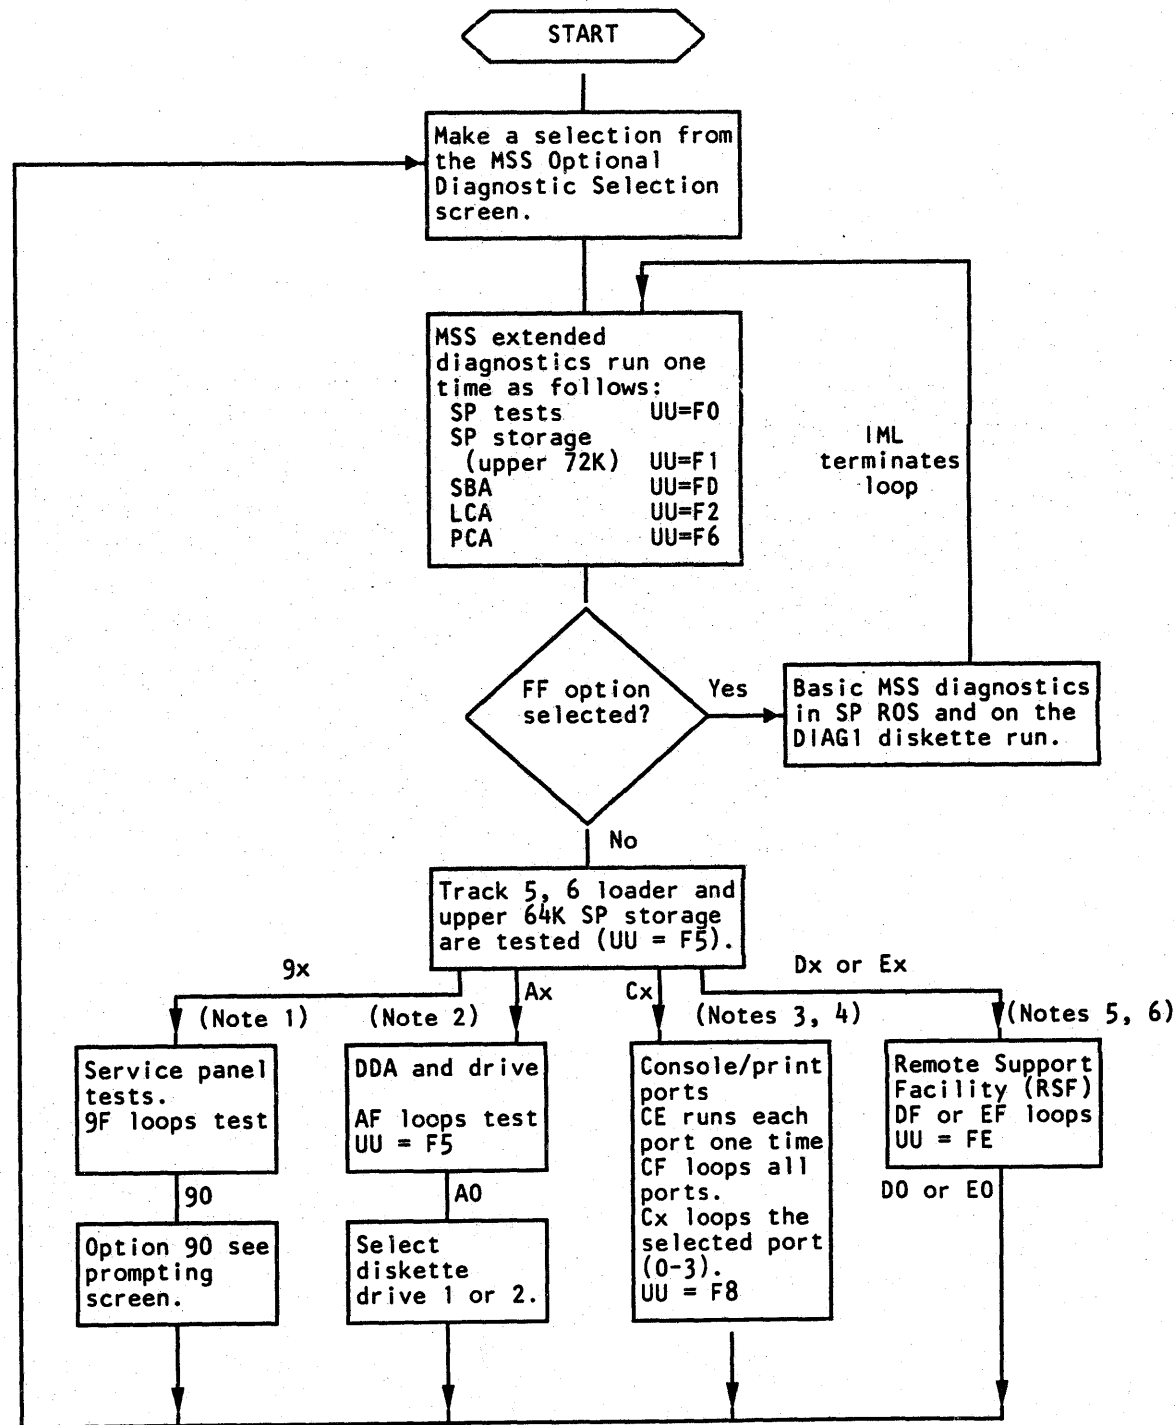 START
Make a selection from
the MSS Optional
Diagnostic Selection
screen.
MSS extended
diagnostics run one
time as follows:
SP tests UU=F0
SP storage
(upper 72K) UU=F1
SBA UU=FD
LCA UU=F2
PCA UU=F6
IML
terminates
loop
FF option
selected?
Yes
Basic MSS diagnostics
in SP ROS and on the
DIAG1 diskette run.
No
Track 5, 6 loader and
upper 64K SP storage
are tested (UU = F5).
9x
Ax
Cx
Dx or Ex
(Note 1)
(Note 2)
(Notes 3, 4)
(Notes 5, 6)
Service panel
tests.
9F loops test
90
Option 90 see
prompting
screen.
DDA and drive
AF loops test
UU = F5
A0
Select
diskette
drive 1 or 2.
Console/print
ports
CE runs each
port one time
CF loops all
ports.
Cx loops the
selected port
(0-3).
UU = F8
Remote Support
Facility (RSF)
DF or EF loops
UU = FE
D0 or E0